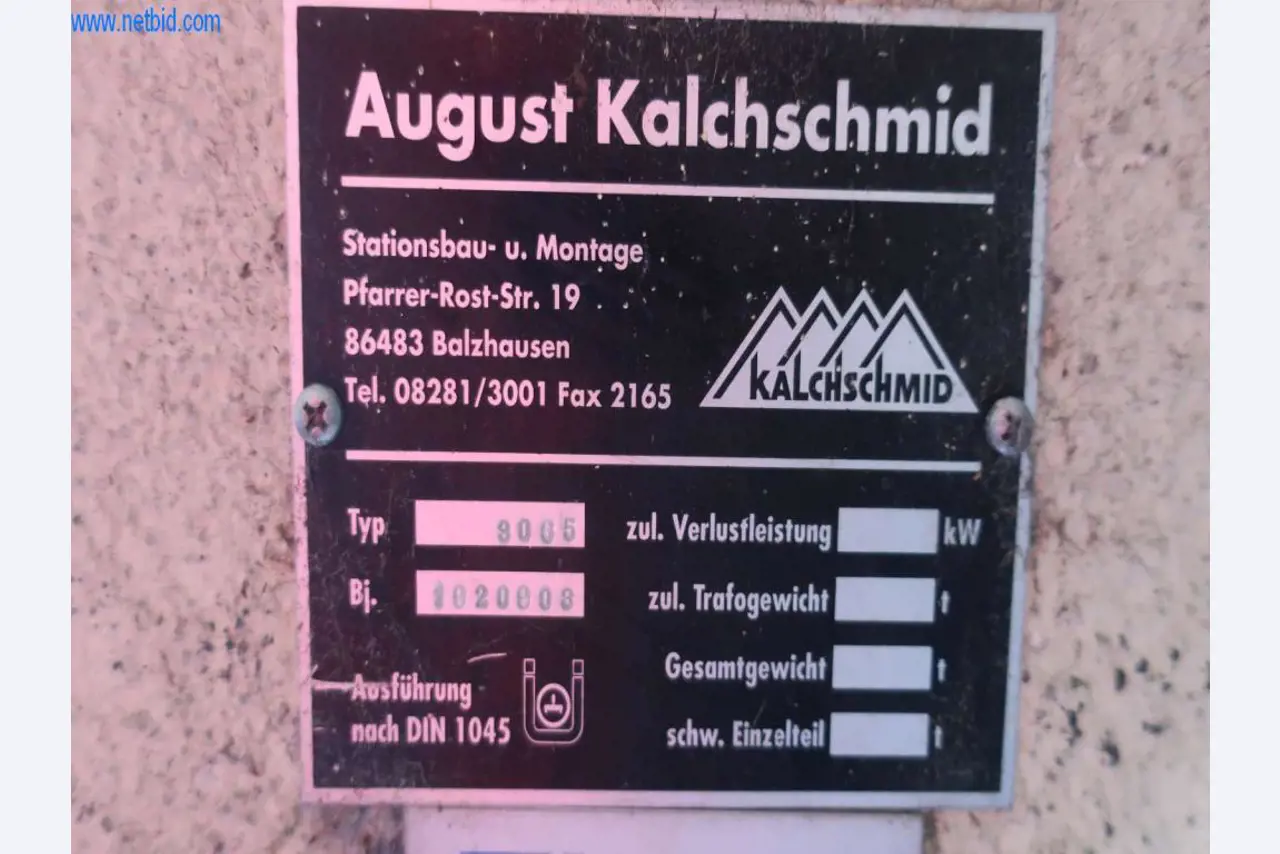 www.netbid.com
August Kalchschmid
Stationsbau- u. Montage
Pfarrer-Rost-Str. 19
86483 Balzhausen
Tel. 08281/3001 Fax 2165
KALCHSCHMID
Typ zul. Verlustleistung kW
Bj. zul. Trafogewicht t
Gesamtgewicht t
Ausführung
nach DIN 1045
schw. Einzelteil t